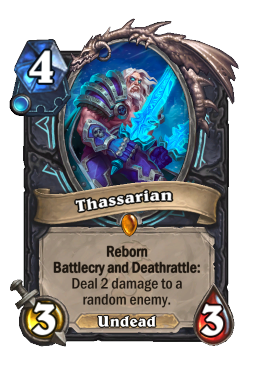 4
Thassarian
Reborn
Battlecry and Deathrattle:
Deal 2 damage to a
random enemy.
3
Undead
3